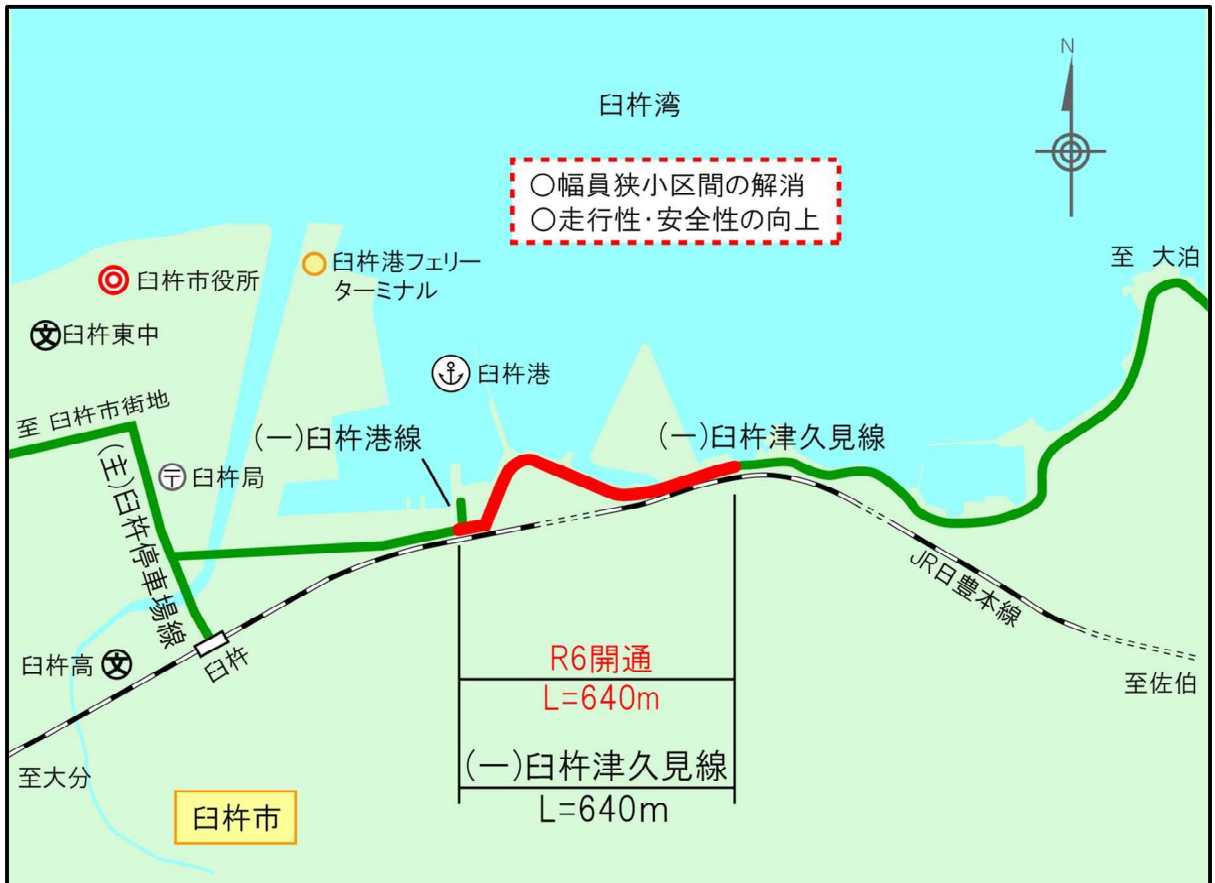 N
臼杵湾
○幅員狭小区間の解消
○走行性・安全性の向上
至 大泊
臼杵市役所
臼杵港フェリー
ターミナル
文
臼杵東中
臼杵港
至 臼杵市街地
(一)臼杵港線
(一)臼杵津久見線
〒
臼杵局
(主)臼杵停車場線
JR日豊本線
臼杵高
文
臼杵
R6開通
L=640m
至佐伯
(一)臼杵津久見線
L=640m
至大分
臼杵市